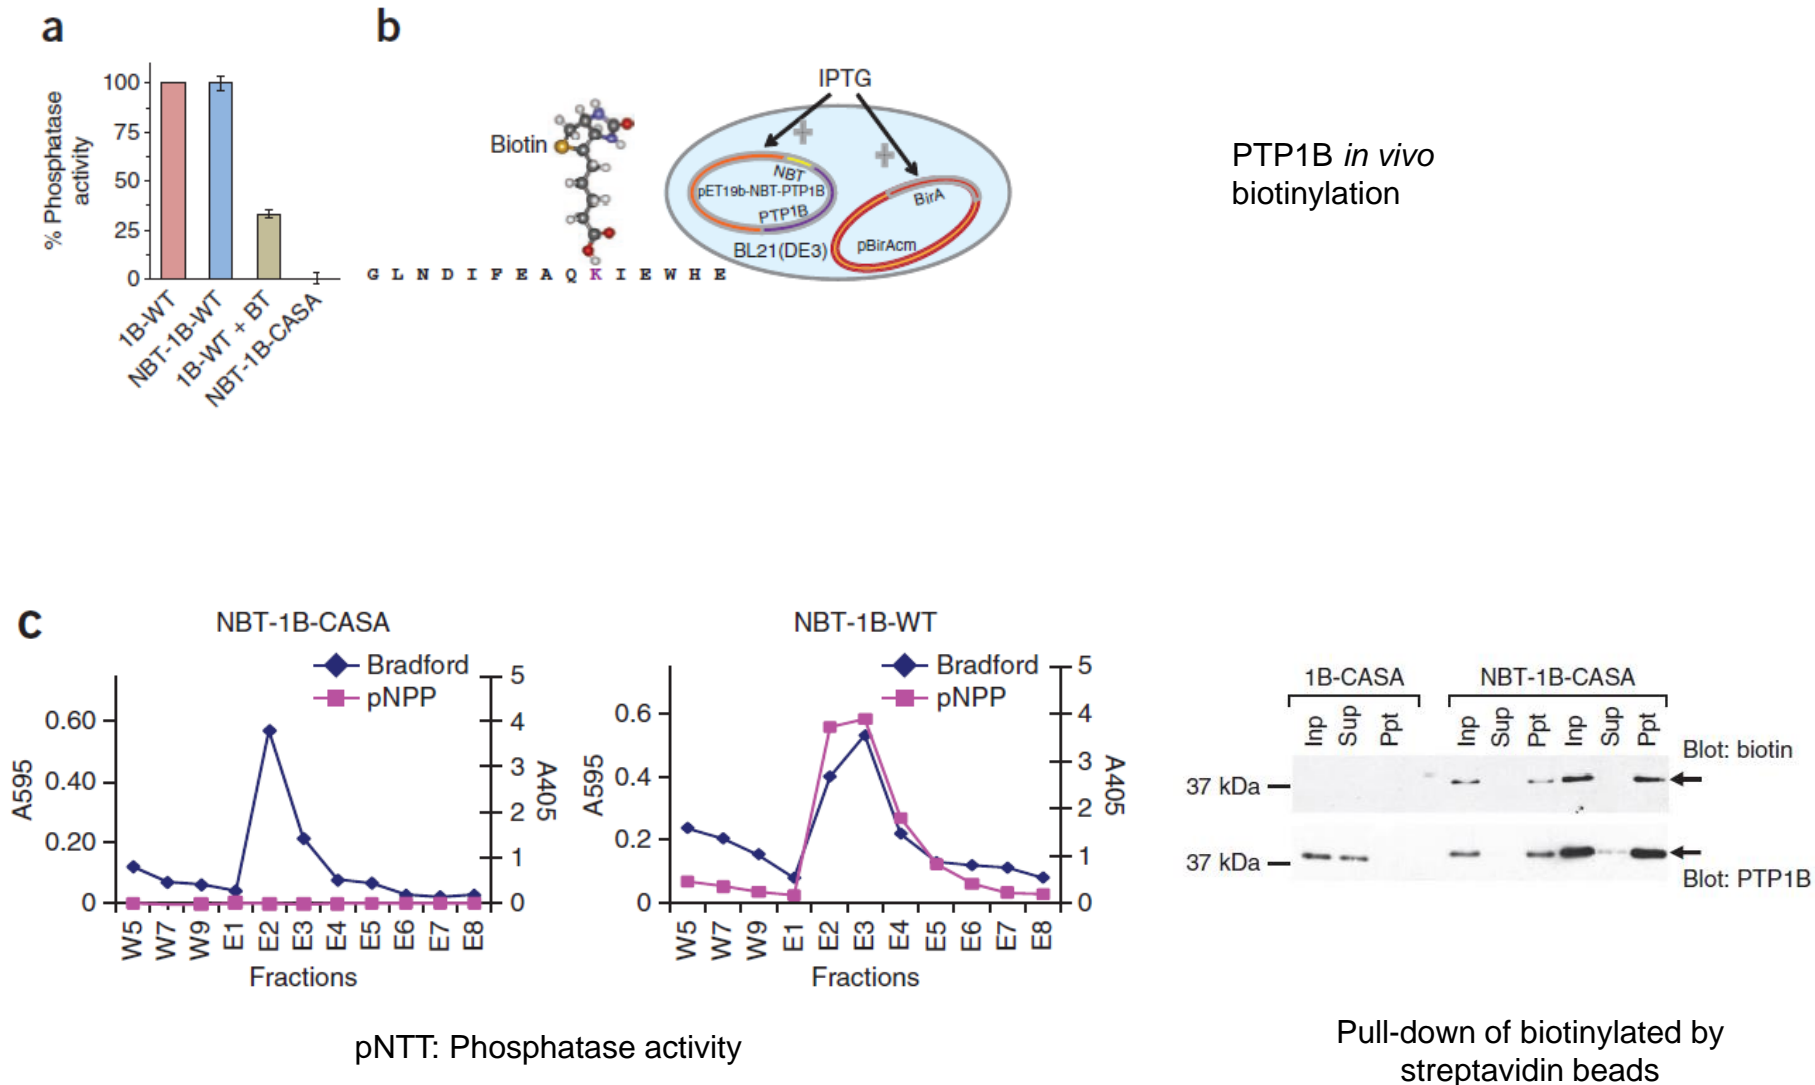 a
b
% Phosphatase
activity
100
75
50
25
0
1B-WT
NBT-1B-WT
1B-WT + BT
NBT-1B-CASA
IPTG
Biotin
NBT
pET19b-NBT-PTP1B
PTP1B
BirA
pBirAcm
BL21(DE3)
G L N D I F E A Q K I E W H E
PTP1B in vivo
biotinylation
c
NBT-1B-CASA
Bradford
pNPP
A595
0.60
0.40
0.20
0
5
4
3
2
1
0
A405
W5 W7 W9 E1 E2 E3 E4 E5 E6 E7 E8
Fractions
NBT-1B-WT
Bradford
pNPP
A595
0.6
0.4
0.2
0
5
4
3
2
1
0
A405
W5 W7 W9 E1 E2 E3 E4 E5 E6 E7 E8
Fractions
pNTT: Phosphatase activity
1B-CASA NBT-1B-CASA
Inp Sup Ppt Inp Sup Ppt Inp Sup Ppt
Blot: biotin
37 kDa
37 kDa
Blot: PTP1B
Pull-down of biotinylated by
streptavidin beads